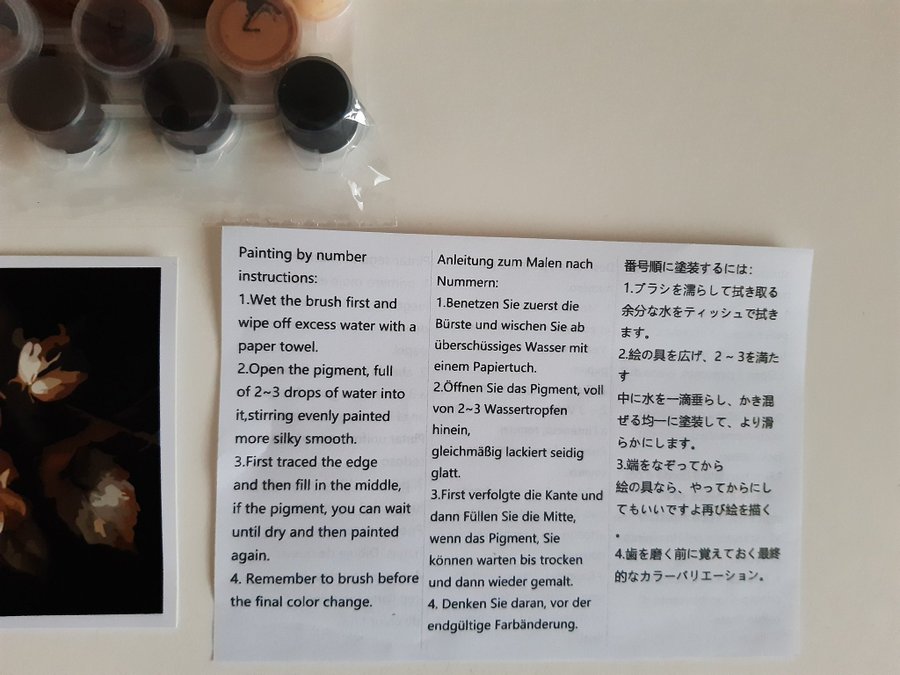 Painting by number
instructions:
1.Wet the brush first and
wipe off excess water with a
paper towel.
2.Open the pigment, full
of 2~3 drops of water into
it,stirring evenly painted
more silky smooth.
3.First traced the edge
and then fill in the middle,
if the pigment, you can wait
until dry and then painted
again.
4. Remember to brush before
the final color change.
Anleitung zum Malen nach
Nummern:
1.Benetzen Sie zuerst die
Bürste und wischen Sie ab
überschüssiges Wasser mit
einem Papiertuch.
2.Öffnen Sie das Pigment, voll
von 2~3 Wassertropfen
hinein,
gleichmäßig lackiert seidig
glatt.
3.First verfolgte die Kante und
dann Füllen Sie die Mitte,
wenn das Pigment, Sie
können warten bis trocken
und dann wieder gemalt.
4. Denken Sie daran, vor der
endgültige Farbänderung.
番号順に塗装するには:
1.ブラシを濡らして拭き取る
余分な水をティッシュで拭き
ます。
2.絵の具を広げ、2～3を満た
す
中に水を一滴垂らし、かき混
ぜる均一に塗装して、より滑
らかにします。
3.端をなぞってから
絵の具なら、やってからにし
てもいいですよ再び絵を描く
。
4.歯を磨く前に覚えておく最終
的なカラーバリエーション。